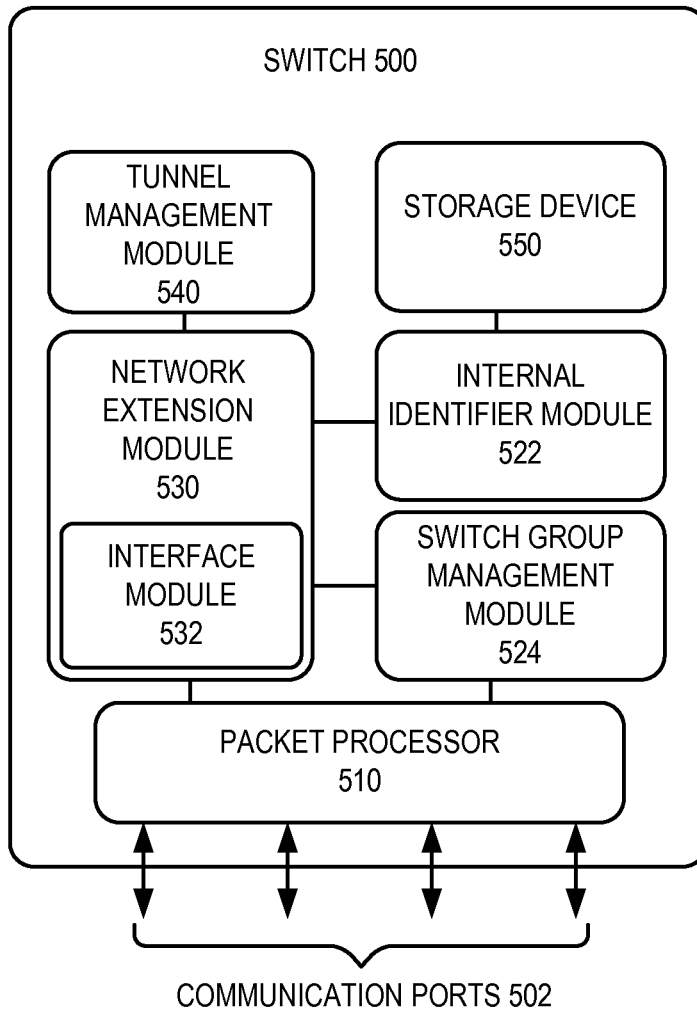 SWITCH 500
TUNNEL
MANAGEMENT
MODULE
540
STORAGE DEVICE
550
NETWORK
EXTENSION
MODULE
530
INTERNAL
IDENTIFIER MODULE
522
INTERFACE
MODULE
532
SWITCH GROUP
MANAGEMENT
MODULE
524
PACKET PROCESSOR
510
COMMUNICATION PORTS 502